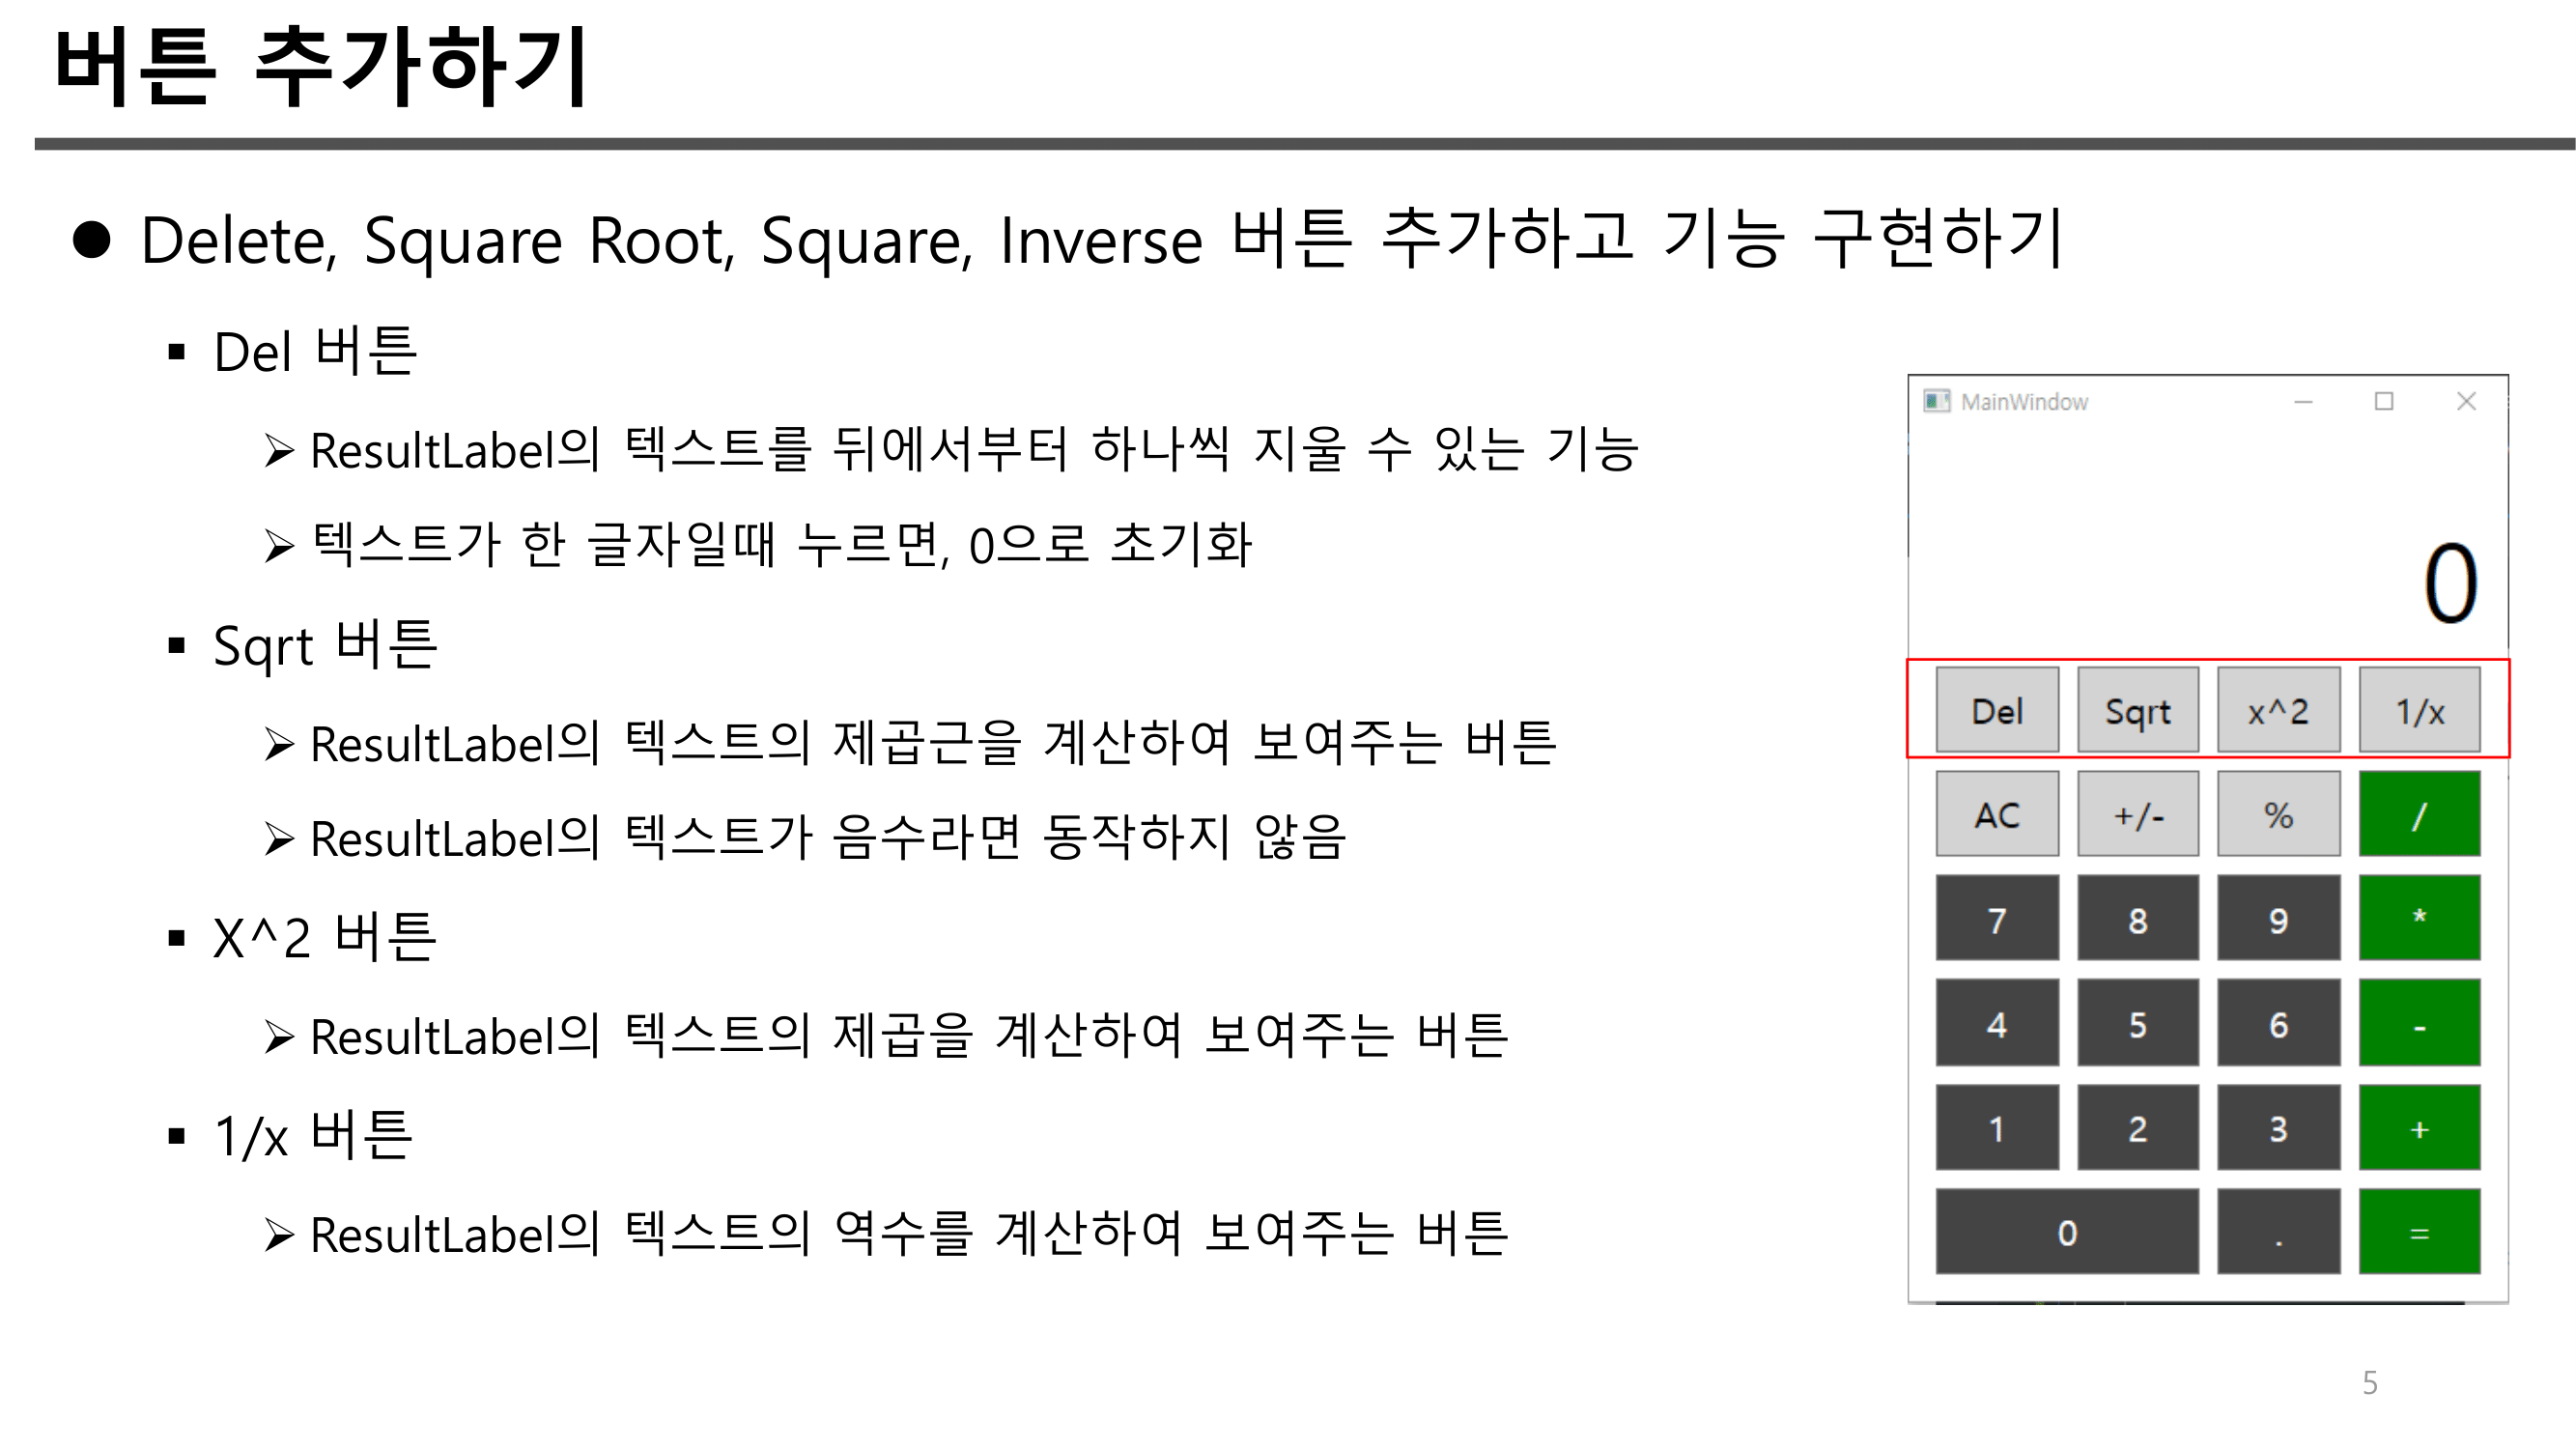 버튼 추가하기
Delete, Square Root, Square, Inverse 버튼 추가하고 기능 구현하기
Del 버튼
ResultLabel의 텍스트를 뒤에서부터 하나씩 지울 수 있는 기능
텍스트가 한 글자일때 누르면, 0으로 초기화
Sqrt 버튼
ResultLabel의 텍스트의 제곱근을 계산하여 보여주는 버튼
ResultLabel의 텍스트가 음수라면 동작하지 않음
X^2 버튼
ResultLabel의 텍스트의 제곱을 계산하여 보여주는 버튼
1/x 버튼
ResultLabel의 텍스트의 역수를 계산하여 보여주는 버튼
MainWindow
0
Del Sqrt x^2 1/x
AC +/- % /
7 8 9 *
4 5 6 -
1 2 3 +
0 . =
5